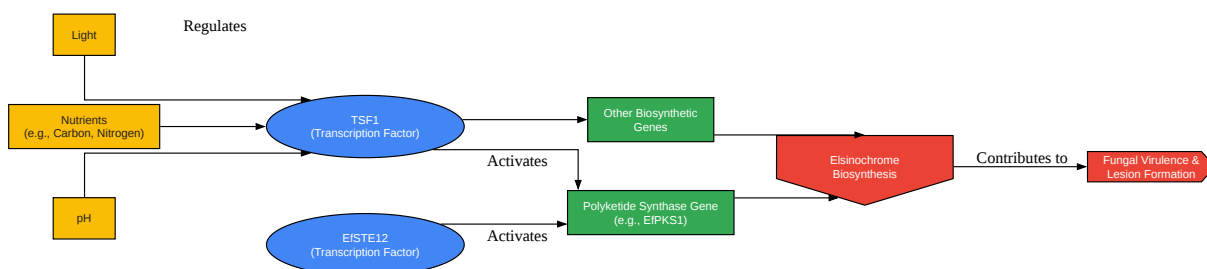 Regulates
Light
Nutrients
(e.g., Carbon, Nitrogen)
pH
TSF1
(Transcription Factor)
EfSTE12
(Transcription Factor)
Activates
Activates
Other Biosynthetic
Genes
Polyketide Synthase Gene
(e.g., EfPKS1)
Elsinochrome
Biosynthesis
Contributes to
Fungal Virulence &
Lesion Formation